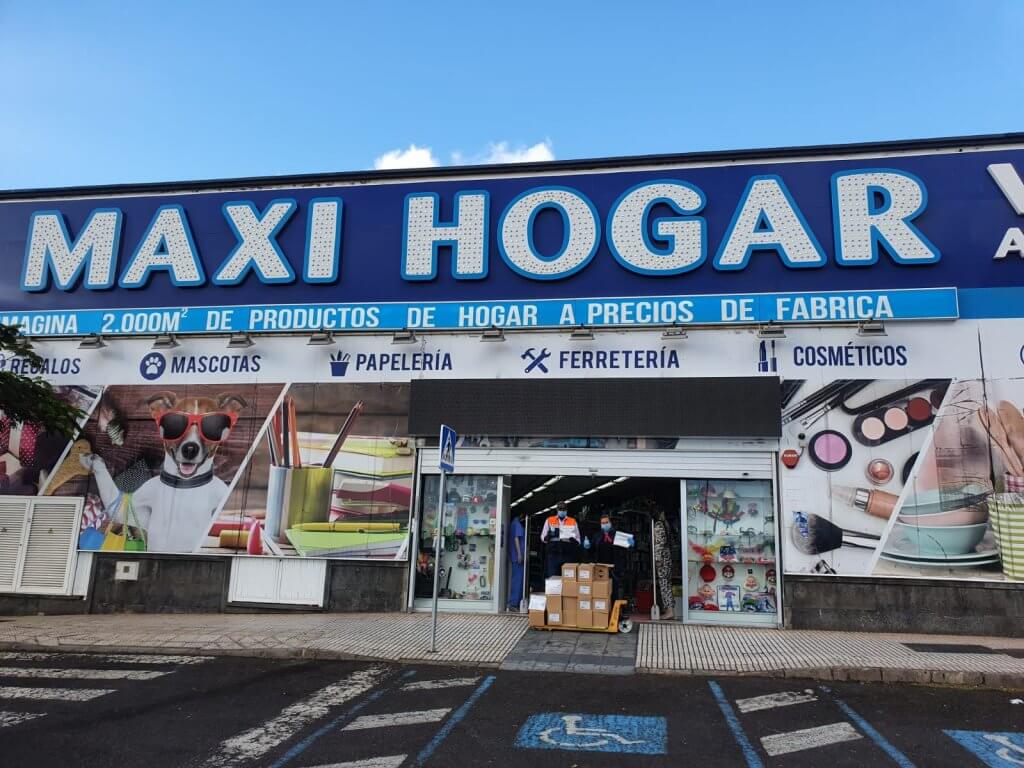 MAXI HOGAR
MAGINA 2.000M² DE PRODUCTOS DE HOGAR A PRECIOS DE FABRICA
REGALOS MASCOTAS PAPELERÍA FERRETERÍA COSMÉTICOS